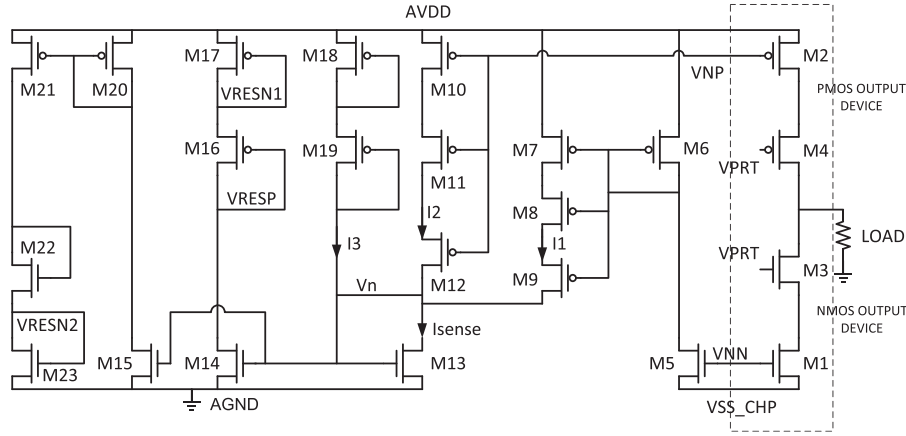 AVDD
M21
M20
M17
M18
M10
VNP
M2
VRESN1
PMOS OUTPUT
DEVICE
M16
M19
M11
M7
M6
M4
VPRT
VRESP
I2
M8
I3
I1
LOAD
M22
M12
M9
VPRT
M3
Vn
VRESN2
Isense
NMOS OUTPUT
DEVICE
M23
M15
M14
M13
M5
VNN
M1
AGND
VSS_CHP